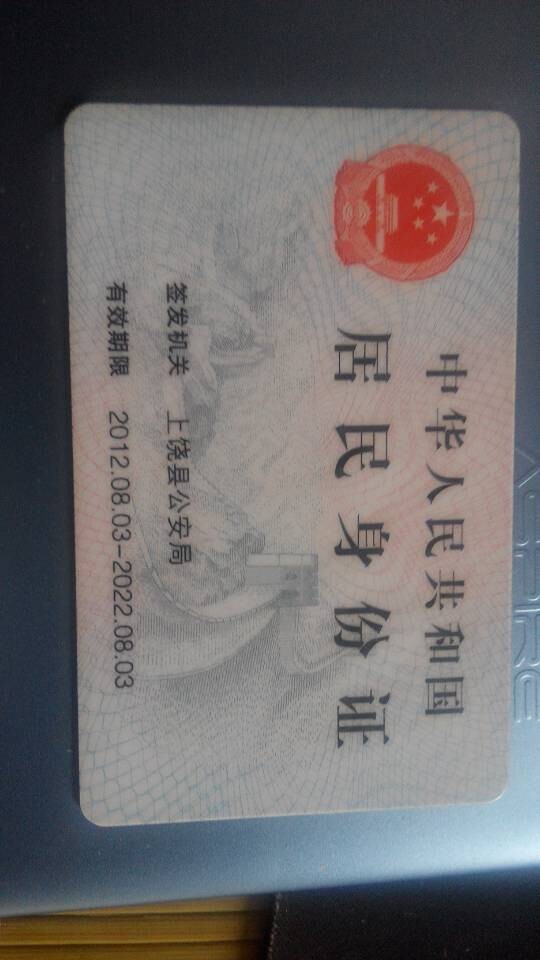 中华人民共和国
居民身份证
签发机关 上饶县公安局
有效期限 2012.08.03-2022.08.03